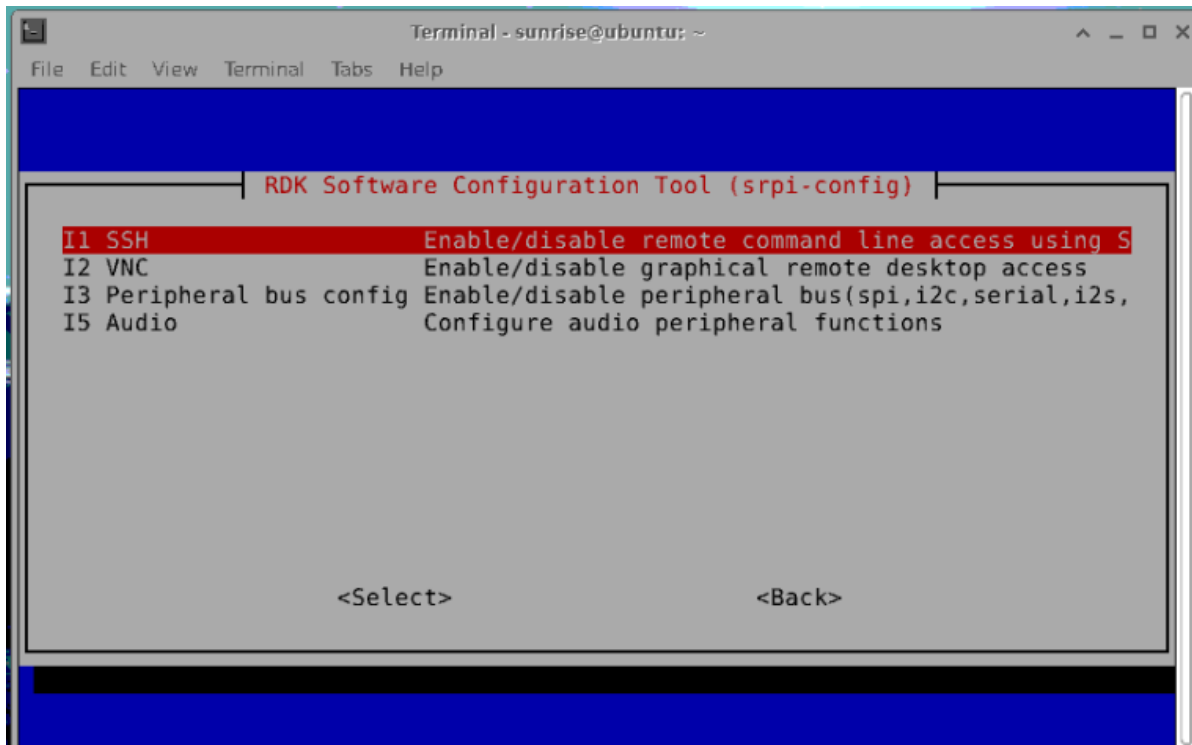 Terminal - sunrise@ubuntu: ~
File Edit View Terminal Tabs Help
RDK Software Configuration Tool (srpi-config)
I1 SSH Enable/disable remote command line access using S
I2 VNC Enable/disable graphical remote desktop access
I3 Peripheral bus config Enable/disable peripheral bus(spi,i2c,serial,i2s,
I5 Audio Configure audio peripheral functions
<Select> <Back>